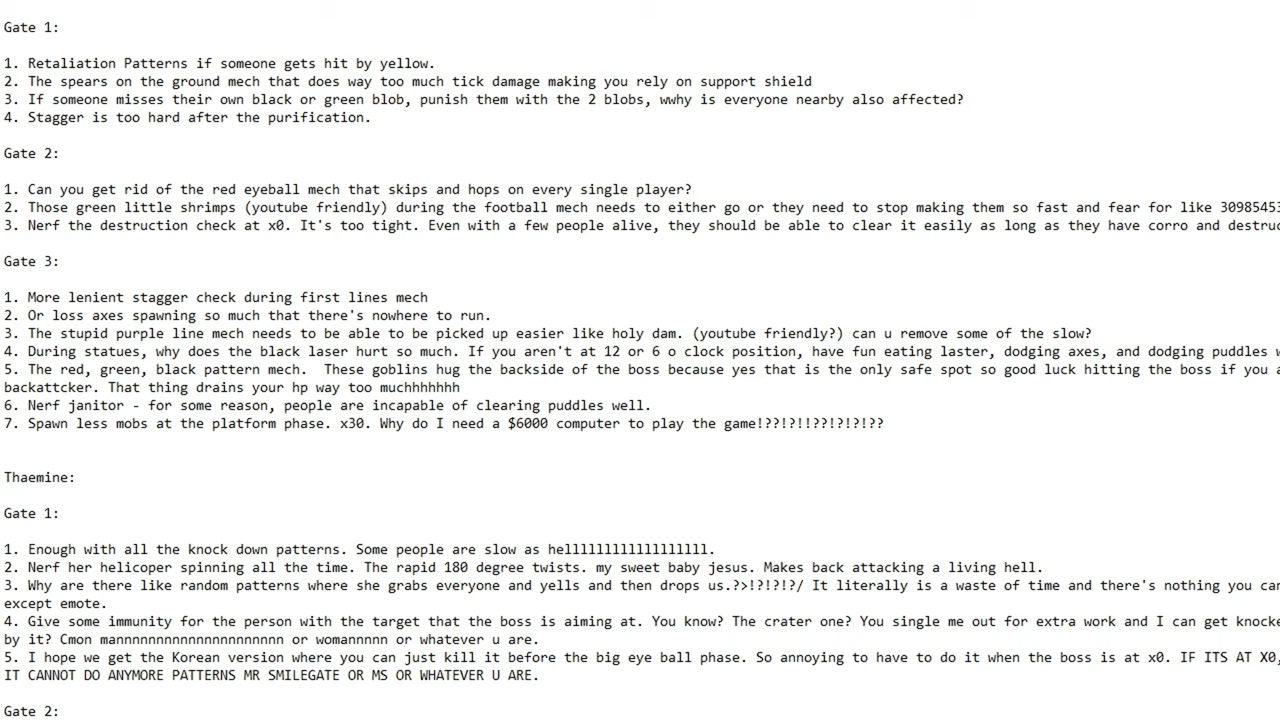 Gate 1:
1. Retaliation Patterns if someone gets hit by yellow.
2. The spears on the ground mech that does way too much tick damage making you rely on support shield
3. If someone misses their own black or green blob, punish them with the 2 blobs, wwhy is everyone nearby also affected?
4. Stagger is too hard after the purification.
Gate 2:
1. Can you get rid of the red eyeball mech that skips and hops on every single player?
2. Those green little shrimps (youtube friendly) during the football mech needs to either go or they need to stop making them so fast and fear for like 30985453
3. Nerf the destruction check at x0. It's too tight. Even with a few people alive, they should be able to clear it easily as long as they have corro and destruc
Gate 3:
1. More lenient stagger check during first lines mech
2. Or loss axes spawning so much that there's nowhere to run.
3. The stupid purple line mech needs to be able to be picked up easier like holy dam. (youtube friendly?) can u remove some of the slow?
4. During statues, why does the black laser hurt so much. If you aren't at 12 or 6 o clock position, have fun eating laster, dodging axes, and dodging puddles w
5. The red, green, black pattern mech.  These goblins hug the backside of the boss because yes that is the only safe spot so good luck hitting the boss if you a
backattcker. That thing drains your hp way too muchhhhhhh
6. Nerf janitor - for some reason, people are incapable of clearing puddles well.
7. Spawn less mobs at the platform phase. x30. Why do I need a $6000 computer to play the game!??!?!!??!?!?!??
Thaemine:
Gate 1:
1. Enough with all the knock down patterns. Some people are slow as hellllllllllllllllll.
2. Nerf her helicoper spinning all the time. The rapid 180 degree twists. my sweet baby jesus. Makes back attacking a living hell.
3. Why are there like random patterns where she grabs everyone and yells and then drops us.?>!?!?!?/ It literally is a waste of time and there's nothing you can
except emote.
4. Give some immunity for the person with the target that the boss is aiming at. You know? The crater one? You single me out for extra work and I can get knocke
by it? Cmon mannnnnnnnnnnnnnnnnnnnn or womannnnn or whatever u are.
5. I hope we get the Korean version where you can just kill it before the big eye ball phase. So annoying to have to do it when the boss is at x0. IF ITS AT X0,
IT CANNOT DO ANYMORE PATTERNS MR SMILEGATE OR MS OR WHATEVER U ARE.
Gate 2: